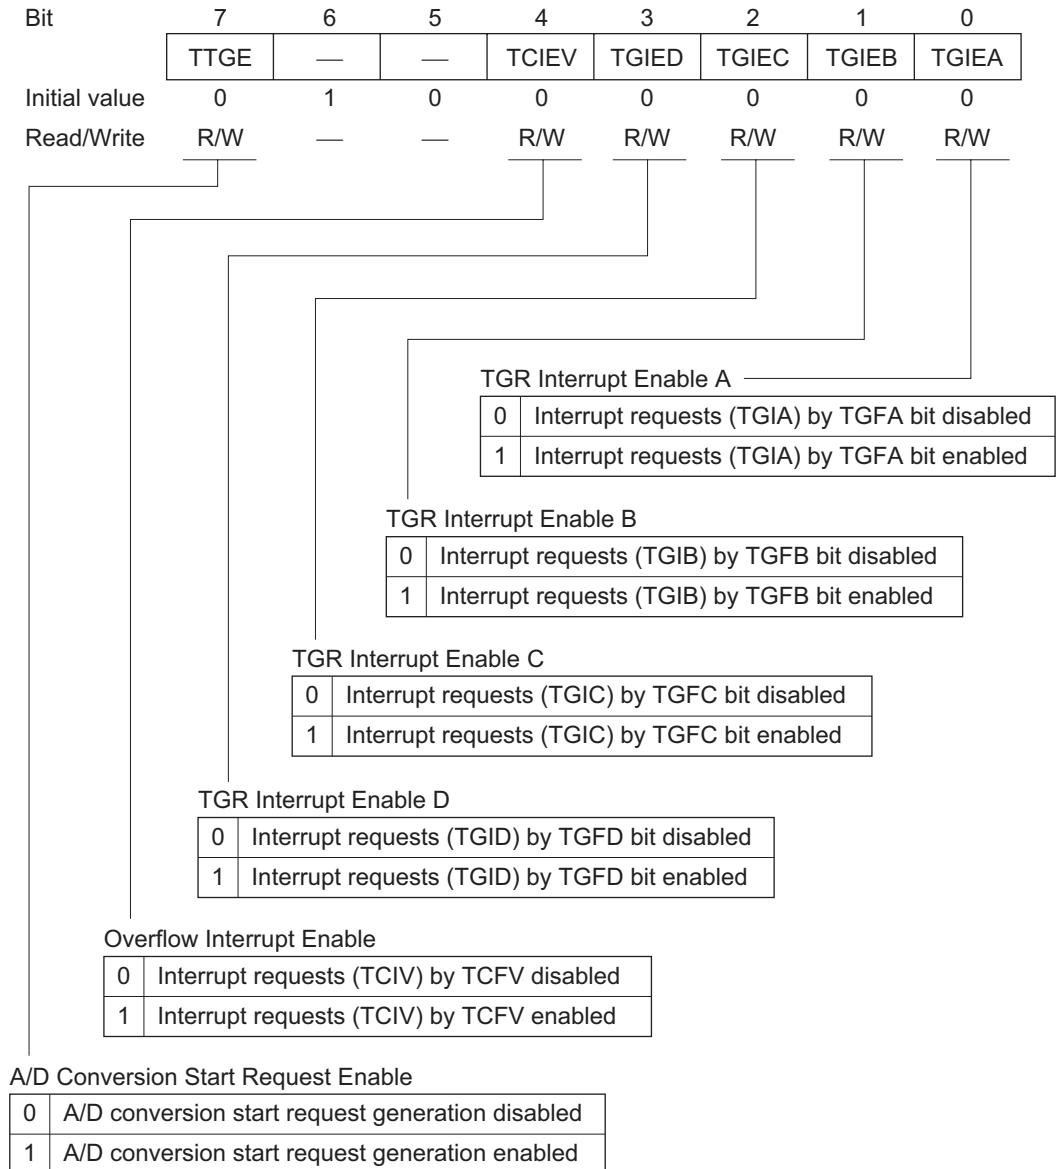 Bit 7 6 5 4 3 2 1 0
TTGE — — TCIEV TGIED TGIEC TGIEB TGIEA
Initial value 0 1 0 0 0 0 0 0
Read/Write R/W — — R/W R/W R/W R/W R/W
TGR Interrupt Enable A
0 Interrupt requests (TGIA) by TGFA bit disabled
1 Interrupt requests (TGIA) by TGFA bit enabled
TGR Interrupt Enable B
0 Interrupt requests (TGIB) by TGFB bit disabled
1 Interrupt requests (TGIB) by TGFB bit enabled
TGR Interrupt Enable C
0 Interrupt requests (TGIC) by TGFC bit disabled
1 Interrupt requests (TGIC) by TGFC bit enabled
TGR Interrupt Enable D
0 Interrupt requests (TGID) by TGFD bit disabled
1 Interrupt requests (TGID) by TGFD bit enabled
Overflow Interrupt Enable
0 Interrupt requests (TCIV) by TCFV disabled
1 Interrupt requests (TCIV) by TCFV enabled
A/D Conversion Start Request Enable
0 A/D conversion start request generation disabled
1 A/D conversion start request generation enabled